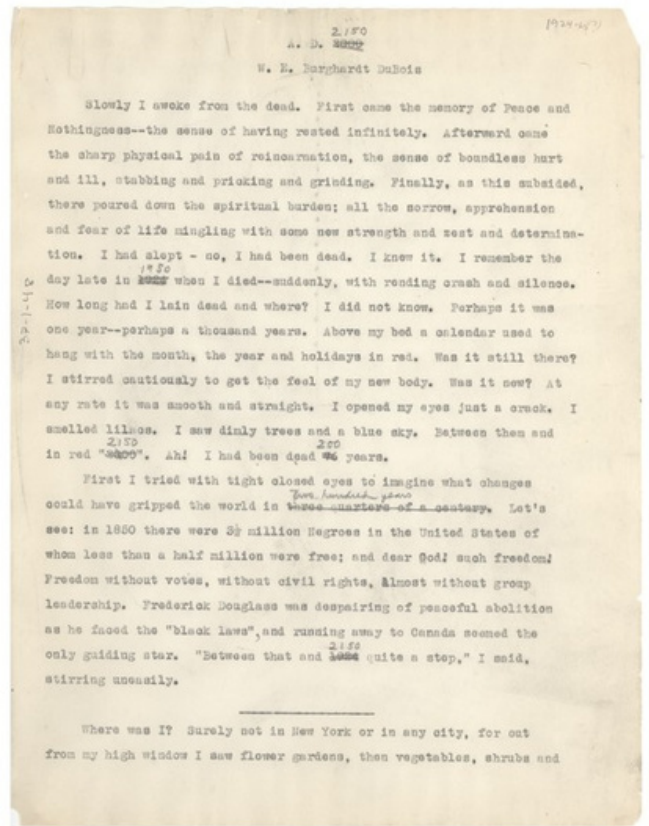 2150
A. D. 2000
W. E. Burghardt DuBois
Slowly I awoke from the dead. First came the memory of Peace and
Nothingness--the sense of having rested infinitely. Afterward came
the sharp physical pain of reincarnation, the sense of boundless hurt
and ill, stabbing and pricking and grinding. Finally, as this subsided,
there poured down the spiritual burden; all the sorrow, apprehension
and fear of life mingling with some new strength and zest and determina-
tion. I had slept - no, I had been dead. I knew it. I remember the
1950
day late in when I died--suddenly, with rending crash and silence.
How long had I lain dead and where? I did not know. Perhaps it was
one year--perhaps a thousand years. Above my bed a calendar used to
hang with the month, the year and holidays in red. Was it still there?
I stirred cautiously to get the feel of my new body. Was it new? At
any rate it was smooth and straight. I opened my eyes just a crack. I
smelled lilacs. I saw dimly trees and a blue sky. Between them and
2150 200
in red "2000". Ah! I had been dead years.
First I tried with tight closed eyes to imagine what changes
two hundred years
could have gripped the world in three quarters of a century. Let's
see: in 1850 there were 3½ million Negroes in the United States of
whom less than a half million were free; and dear God! such freedom!
Freedom without votes, without civil rights, almost without group
leadership. Frederick Douglass was despairing of peaceful abolition
as he faced the "black laws", and running away to Canada seemed the
2150
only guiding star. "Between that and quite a step," I said,
stirring uneasily.
Where was I? Surely not in New York or in any city, for out
from my high window I saw flower gardens, then vegetables, shrubs and